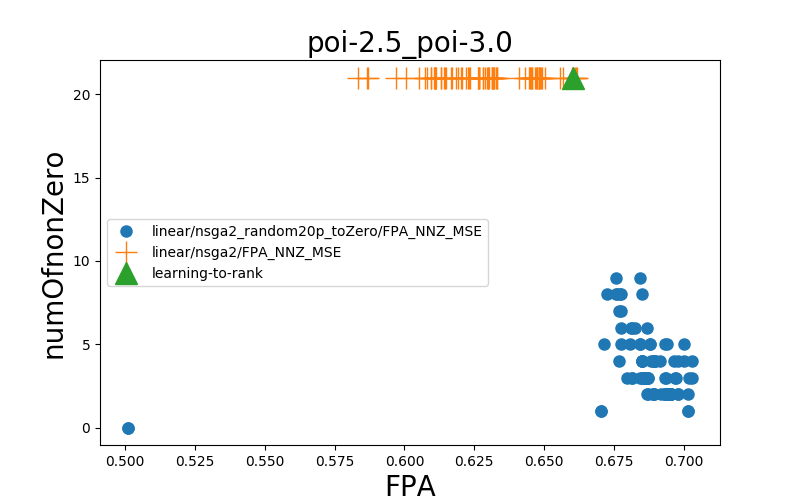 poi-2.5_poi-3.0
numOfnonZero
20
15
10
5
0
linear/nsga2_random20p_toZero/FPA_NNZ_MSE
linear/nsga2/FPA_NNZ_MSE
learning-to-rank
0.500 0.525 0.550 0.575 0.600 0.625 0.650 0.675 0.700
FPA